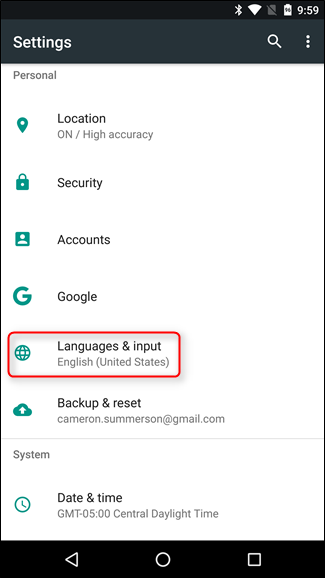 9:59
Settings
Personal
Location
ON / High accuracy
Security
Accounts
Google
Languages & input
English (United States)
Backup & reset
cameron.summerson@gmail.com
System
Date & time
GMT-05:00 Central Daylight Time